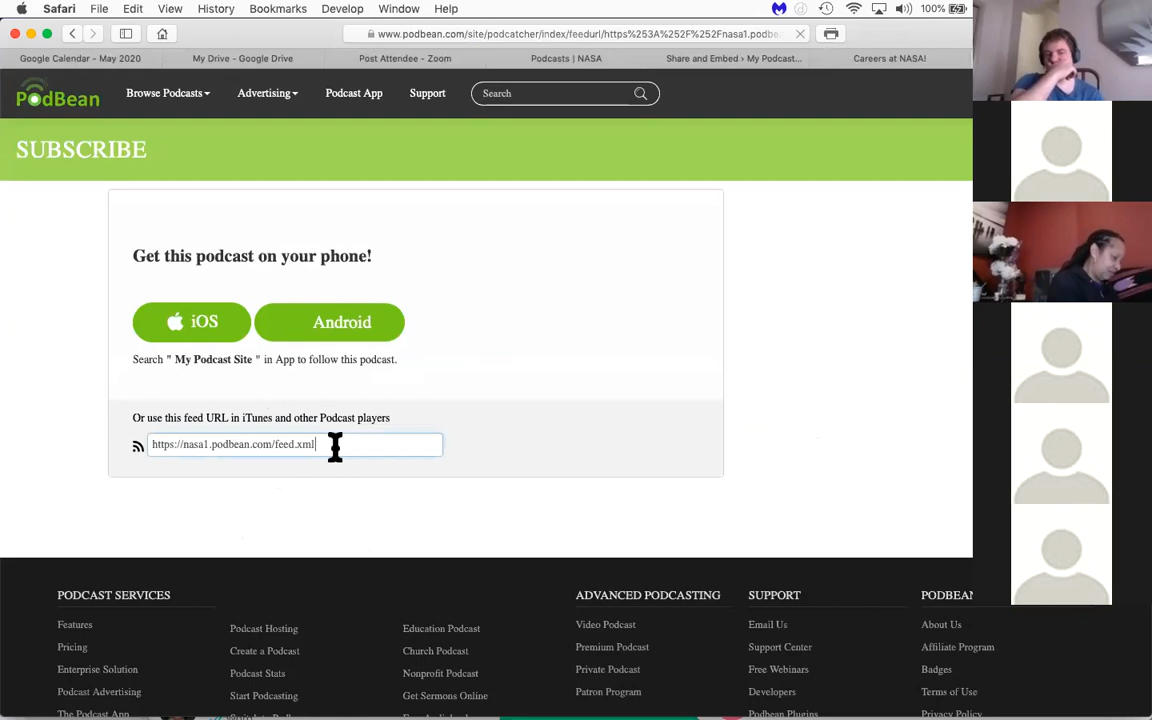 Safari File Edit View History Bookmarks Develop Window Help 100%
www.podbean.com/site/podcatcher/index/feedurl/https%253A%252F%252Fnasa1.podbe...
Google Calendar - May 2020 My Drive - Google Drive Post Attendee - Zoom Podcasts | NASA Share and Embed › My Podcast... Careers at NASA!
PodBean Browse Podcasts Advertising Podcast App Support Search
SUBSCRIBE
Get this podcast on your phone!
iOS Android
Search " My Podcast Site " in App to follow this podcast.
Or use this feed URL in iTunes and other Podcast players
https://nasa1.podbean.com/feed.xml
PODCAST SERVICES ADVANCED PODCASTING SUPPORT PODBEAN
Features Podcast Hosting Education Podcast Video Podcast Email Us About Us
Pricing Create a Podcast Church Podcast Premium Podcast Support Center Affiliate Program
Enterprise Solution Podcast Stats Nonprofit Podcast Private Podcast Free Webinars Badges
Podcast Advertising Start Podcasting Get Sermons Online Patron Program Developers Terms of Use
The Podcast App Podbean Plugins Privacy Policy